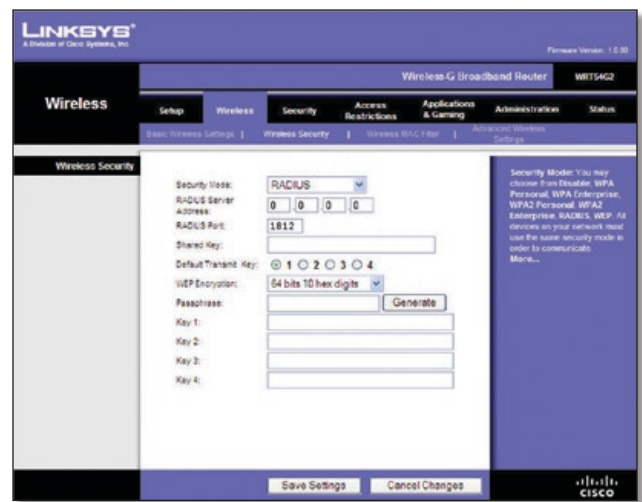 LINKSYS®
A Division of Cisco Systems, Inc.
Firmware Version: 1.0.00
Wireless-G Broadband Router
WRT54G2
Wireless
Setup
Wireless
Security
Access Restrictions
Applications & Gaming
Administration
Status
Basic Wireless Settings |
Wireless Security |
Wireless MAC Filter |
Advanced Wireless Settings
Wireless Security
Security Mode: RADIUS
RADIUS Server Address: 0 0 0 0
RADIUS Port: 1812
Shared Key:
Default Transmit Key: 1 2 3 4
WEP Encryption: 64 bits 10 hex digits
Passphrase: Generate
Key 1:
Key 2:
Key 3:
Key 4:
Security Mode: You may
choose from Disable, WPA
Personal, WPA Enterprise,
WPA2 Personal, WPA2
Enterprise, RADIUS, WEP. All
devices on your network must
use the same security mode in
order to communicate.
More...
Save Settings
Cancel Changes
CISCO